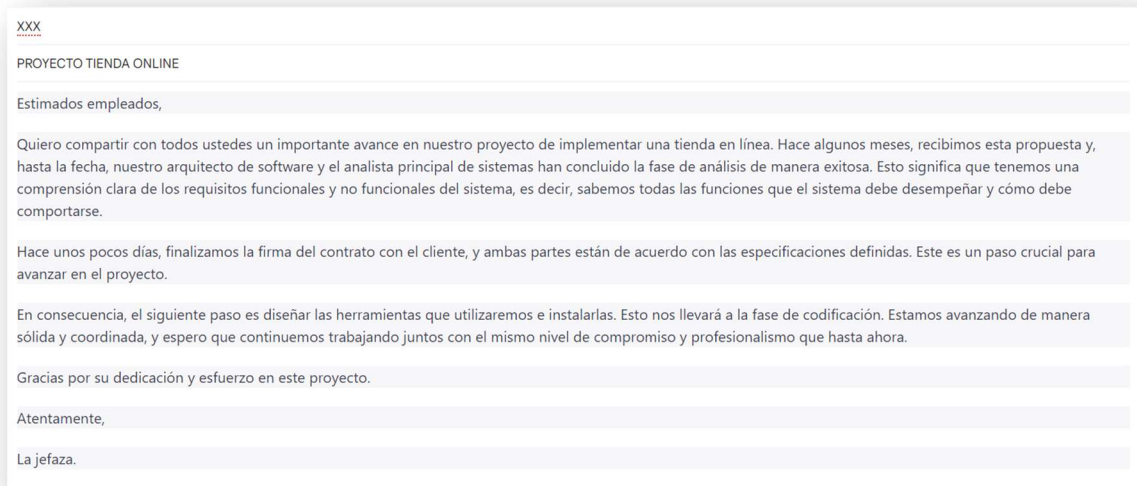 XXX
PROYECTO TIENDA ONLINE
Estimados empleados,
Quiero compartir con todos ustedes un importante avance en nuestro proyecto de implementar una tienda en línea. Hace algunos meses, recibimos esta propuesta y,
hasta la fecha, nuestro arquitecto de software y el analista principal de sistemas han concluido la fase de análisis de manera exitosa. Esto significa que tenemos una
comprensión clara de los requisitos funcionales y no funcionales del sistema, es decir, sabemos todas las funciones que el sistema debe desempeñar y cómo debe
comportarse.
Hace unos pocos días, finalizamos la firma del contrato con el cliente, y ambas partes están de acuerdo con las especificaciones definidas. Este es un paso crucial para
avanzar en el proyecto.
En consecuencia, el siguiente paso es diseñar las herramientas que utilizaremos e instalarlas. Esto nos llevará a la fase de codificación. Estamos avanzando de manera
sólida y coordinada, y espero que continuemos trabajando juntos con el mismo nivel de compromiso y profesionalismo que hasta ahora.
Gracias por su dedicación y esfuerzo en este proyecto.
Atentamente,
La jefaza.